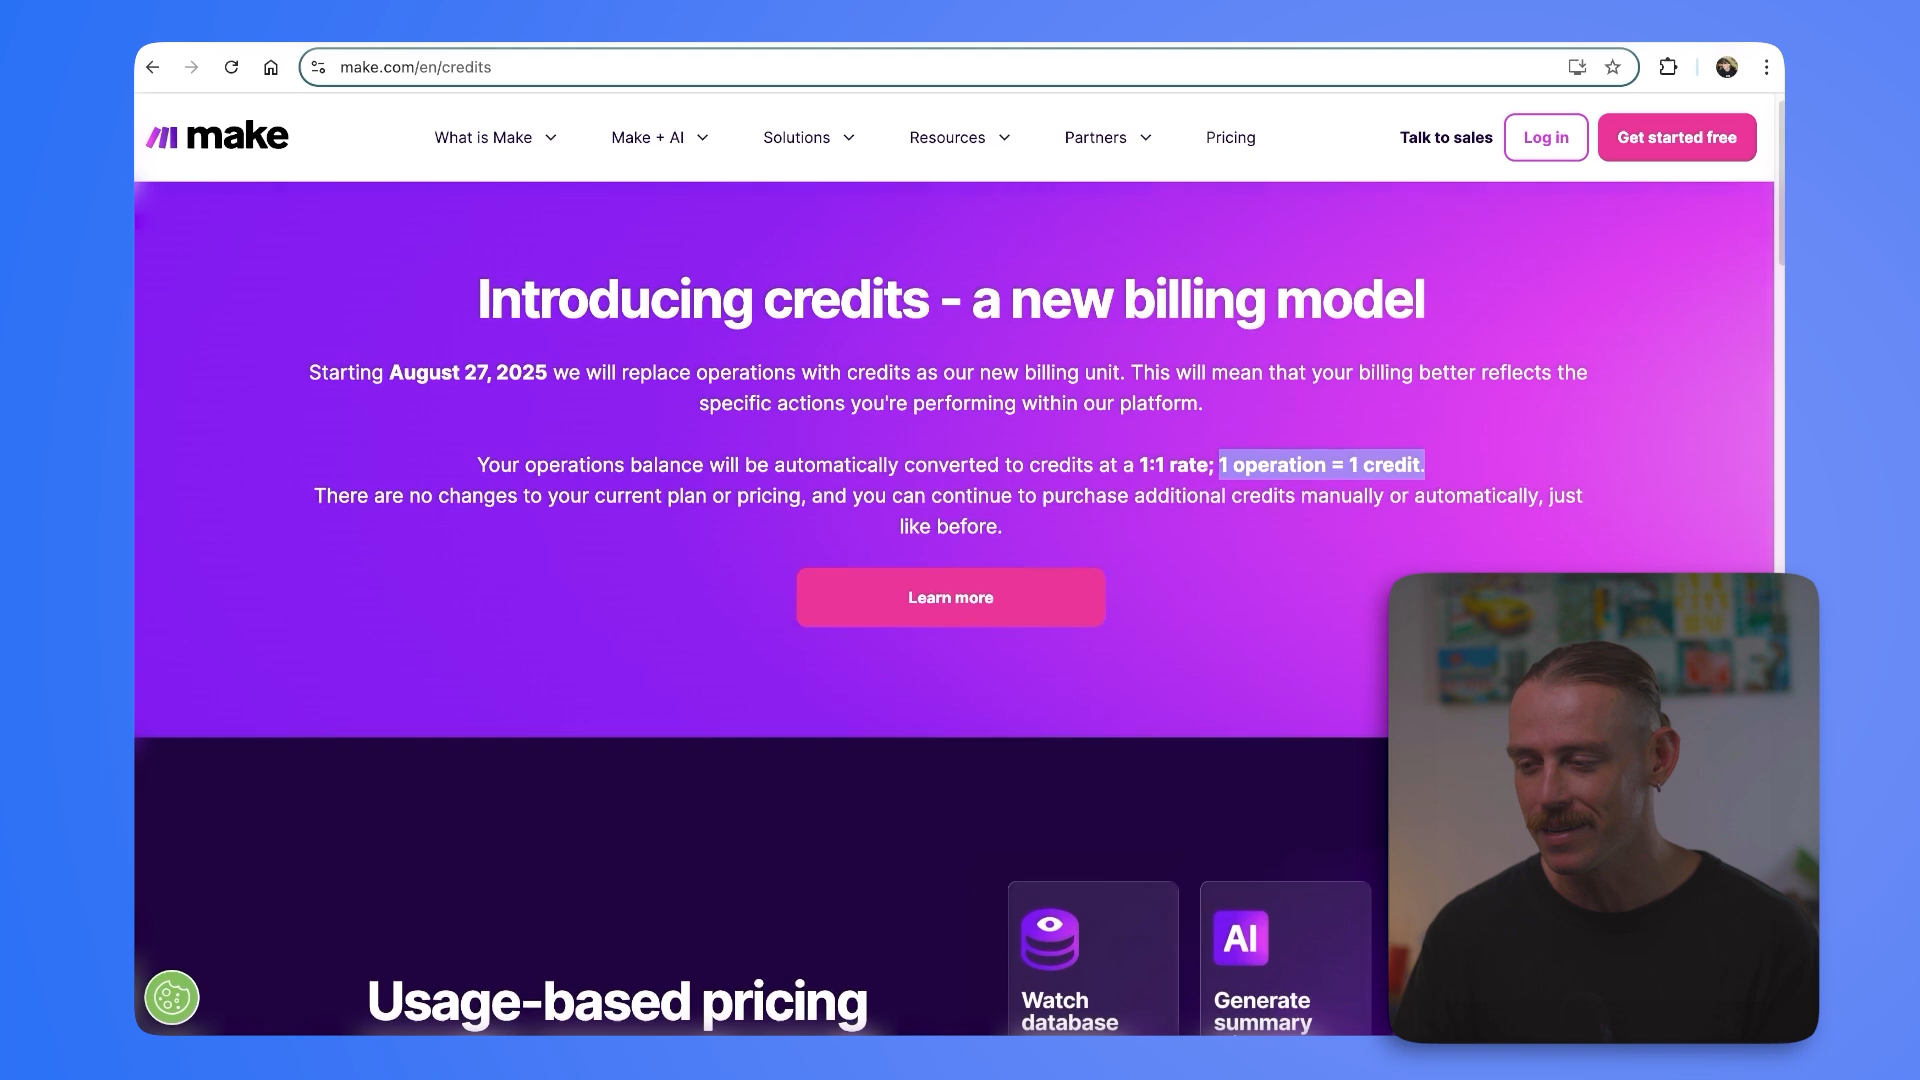 make.com/en/credits
make
What is Make
Make + AI
Solutions
Resources
Partners
Pricing
Talk to sales
Log in
Get started free
Introducing credits - a new billing model
Starting August 27, 2025 we will replace operations with credits as our new billing unit. This will mean that your billing better reflects the
specific actions you're performing within our platform.
Your operations balance will be automatically converted to credits at a 1:1 rate; 1 operation = 1 credit.
There are no changes to your current plan or pricing, and you can continue to purchase additional credits manually or automatically, just
like before.
Learn more
Usage-based pricing
AI
Watch
database
Generate
summary